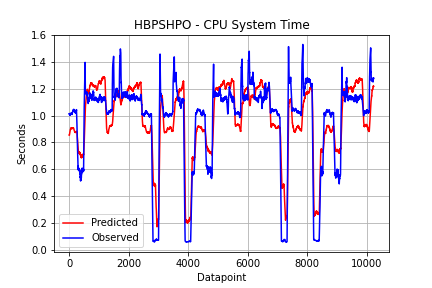 HBPSHPO - CPU System Time
1.6
1.4
1.2
1.0
0.8
0.6
0.4
0.2
0.0
Seconds
Predicted
Observed
0 2000 4000 6000 8000 10000
Datapoint